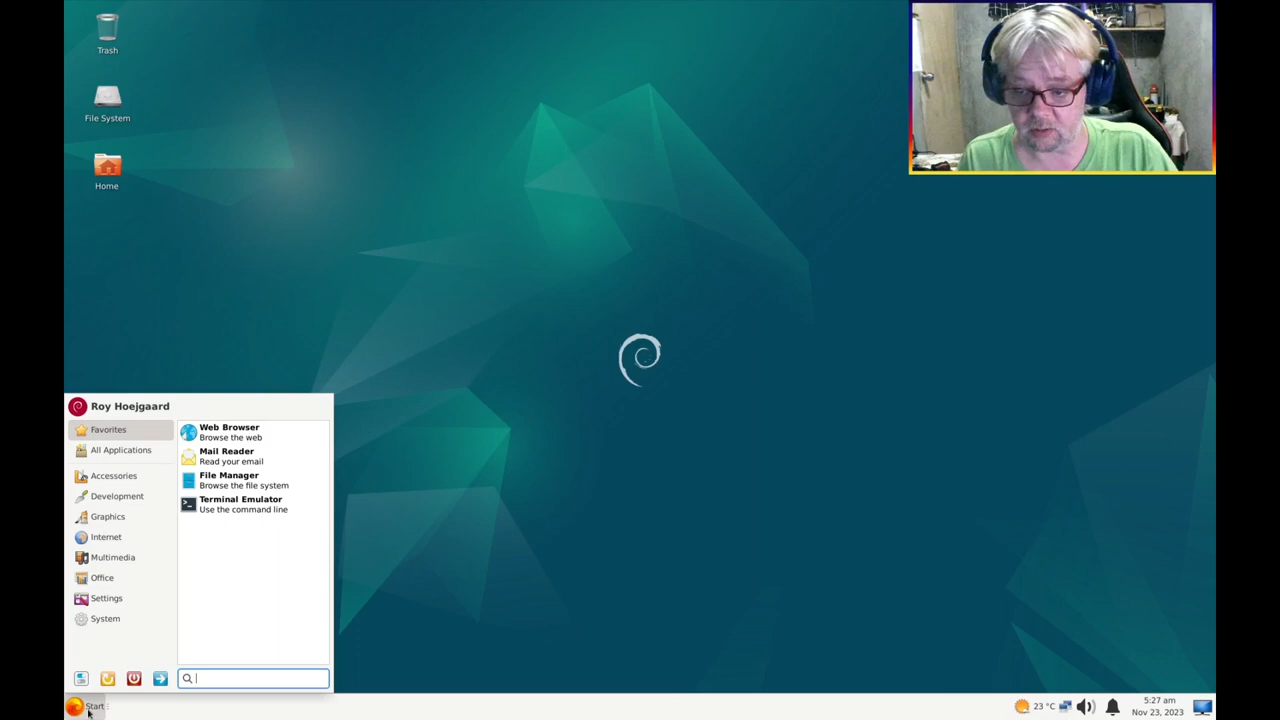 Trash
File System
Home
Roy Hoejgaard
Favorites
All Applications
Accessories
Development
Graphics
Internet
Multimedia
Office
Settings
System
Web Browser
Browse the web
Mail Reader
Read your email
File Manager
Browse the file system
Terminal Emulator
Use the command line
Start
23 °C
5:27 am
Nov 23, 2023